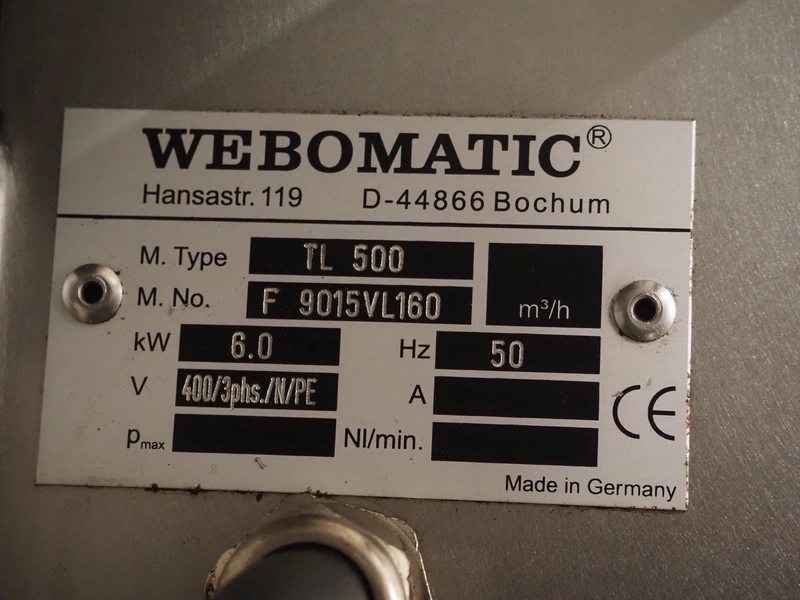 WEBOMATIC®
Hansastr. 119 D-44866 Bochum
M. Type TL 500
M. No. F 9015VL160 m³/h
kW 6.0 Hz 50
V 400/3phs./N/PE A
pmax Nl/min.
CE
Made in Germany